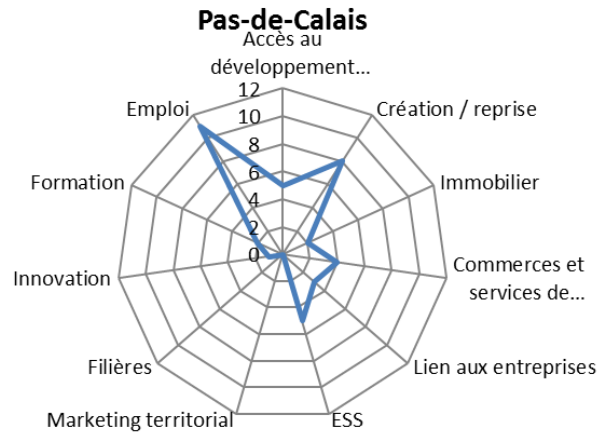 Pas-de-Calais
Accès au
développement...
Création / reprise
Immobilier
Commerces et
services de...
Lien aux entreprises
ESS
Marketing territorial
Filières
Innovation
Formation
Emploi
12
10
8
6
4
2
0